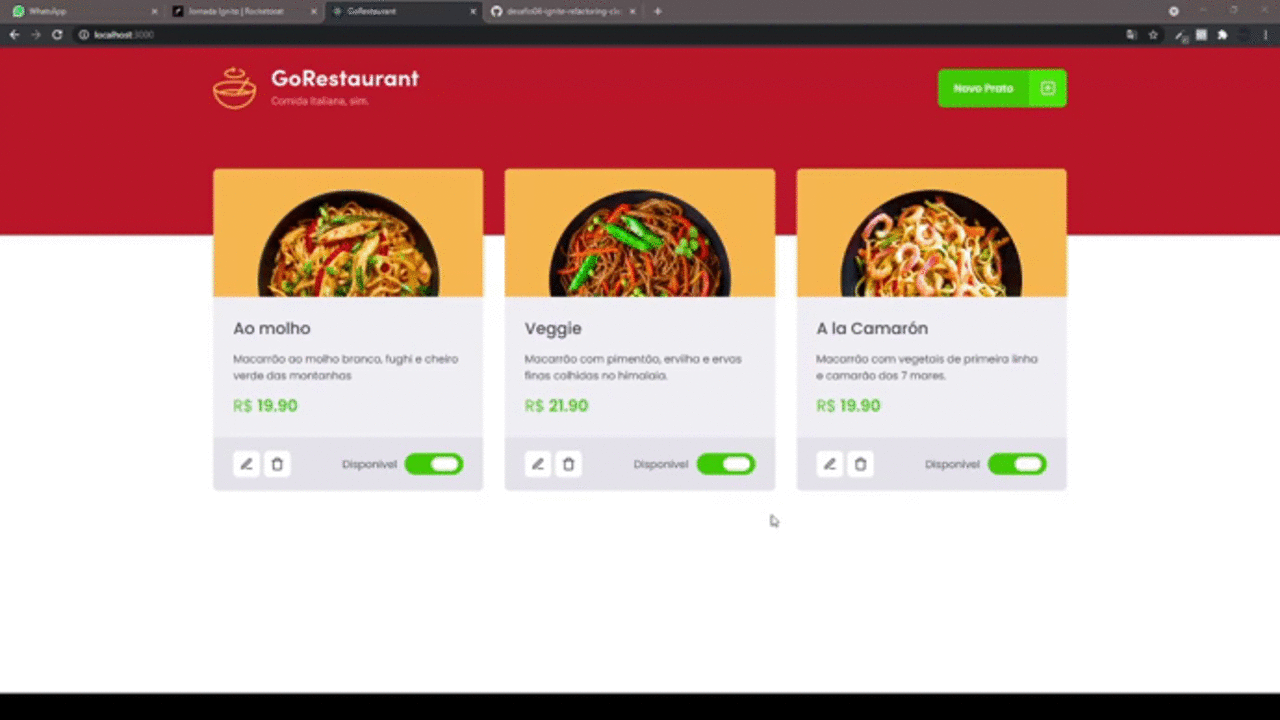 WhatsApp
Jornada Ignite | Rocketseat
GoRestaurant
desafio06-ignite-refactoring-cla
localhost:3000
GoRestaurant
Comida Italiana, sim.
Novo Prato
Ao molho
Macarrão ao molho branco, fughi e cheiro
verde das montanhas
R$ 19.90
Disponível
Veggie
Macarrão com pimentão, ervilha e ervas
finas colhidas no himalaia.
R$ 21.90
Disponível
A la Camarón
Macarrão com vegetais de primeira linha
e camarão dos 7 mares.
R$ 19.90
Disponível